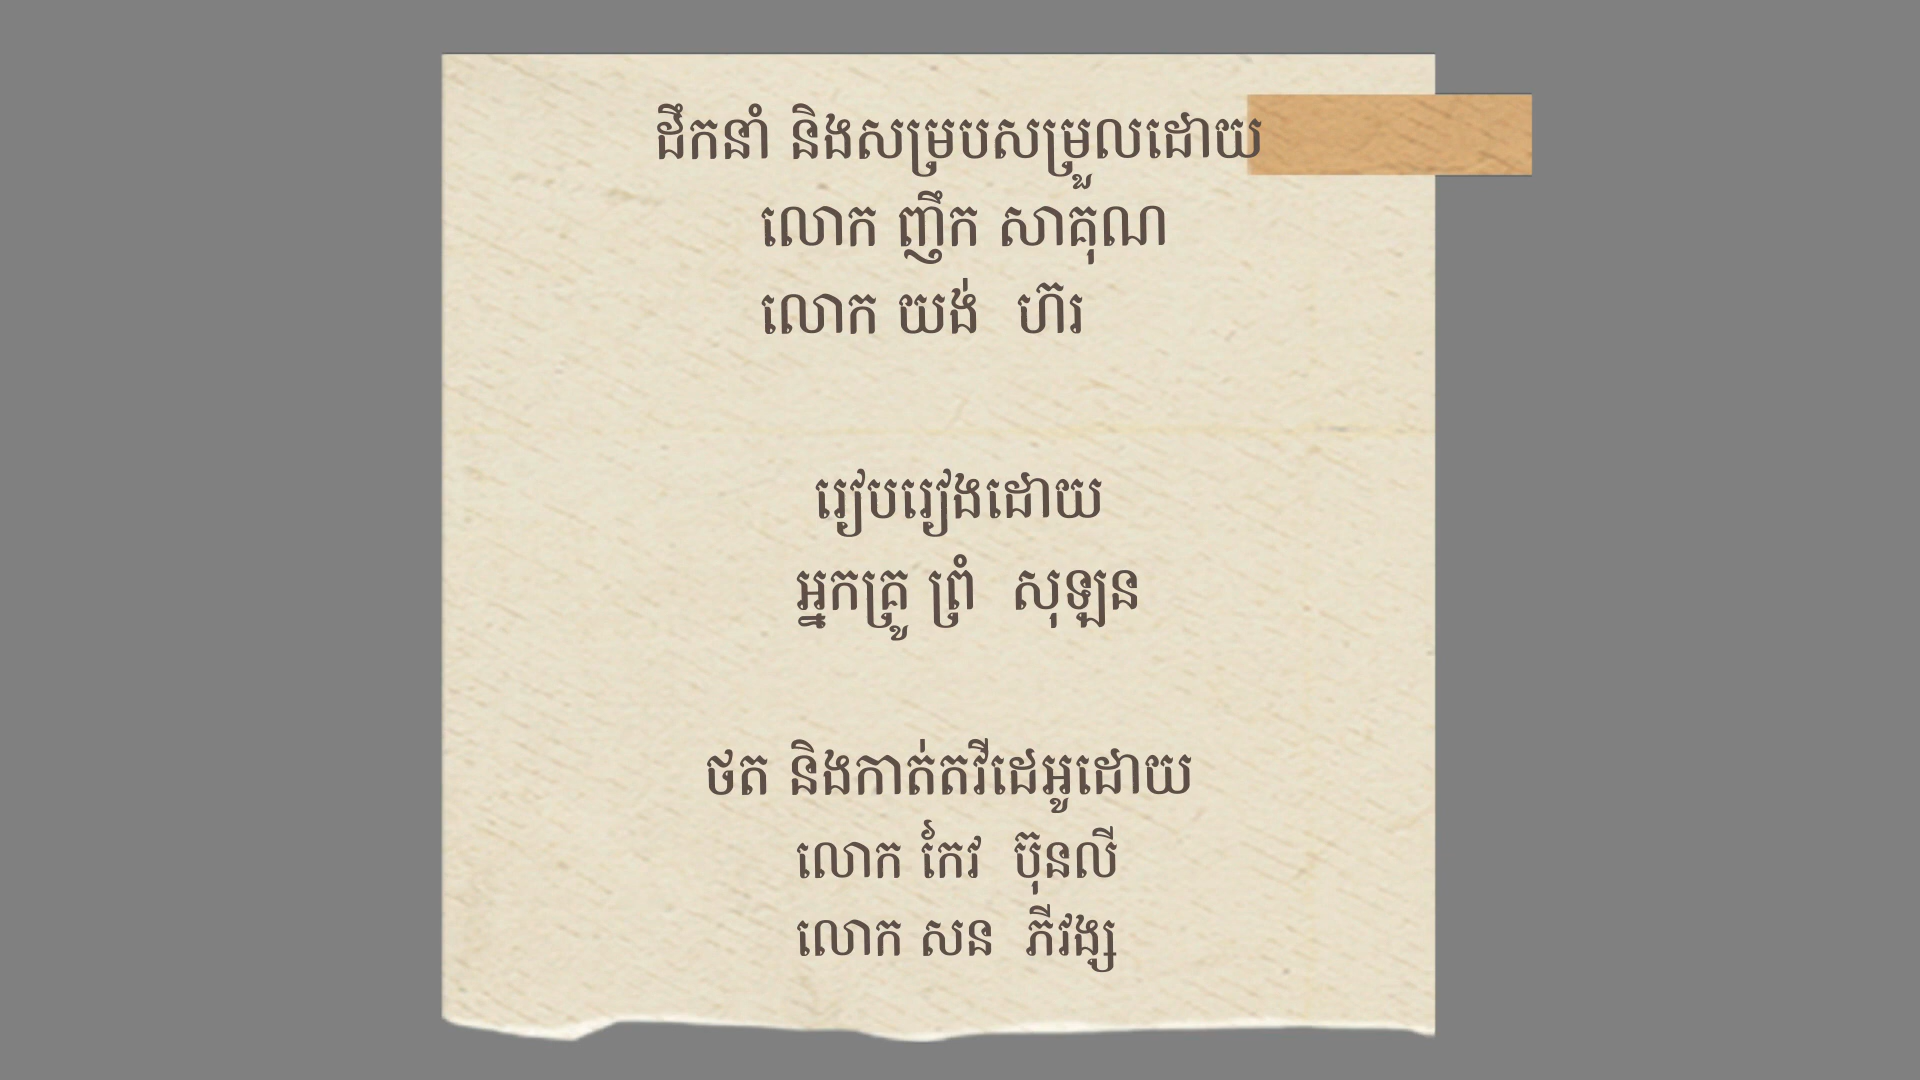 ដឹកនាំ និងសម្របសម្រួលដោយ
លោក ញឹក សាគុណ
លោក យង់ ហ៊រ
រៀបរៀងដោយ
អ្នកគ្រូ ព្រំ សុឡន
ថត និងកាត់តវីដេអូដោយ
លោក កែវ ប៊ុនលី
លោក សន ភីវង្ស